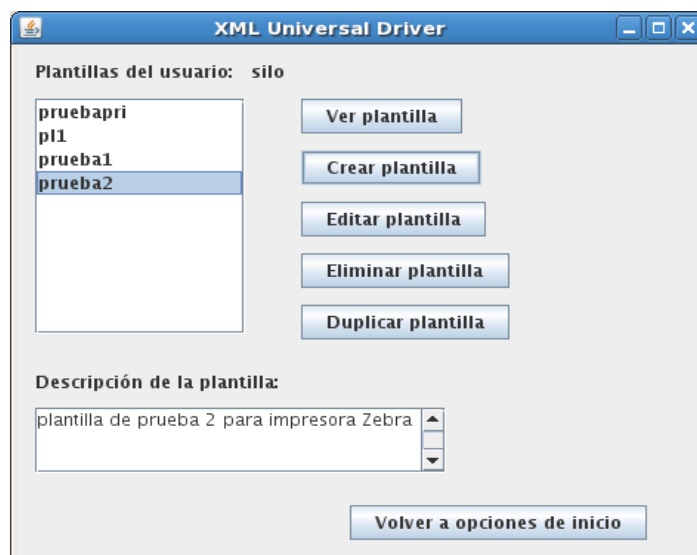 XML Universal Driver
Plantillas del usuario: silo
pruebapri
pl1
prueba1
prueba2
Ver plantilla
Crear plantilla
Editar plantilla
Eliminar plantilla
Duplicar plantilla
Descripción de la plantilla:
plantilla de prueba 2 para impresora Zebra
Volver a opciones de inicio